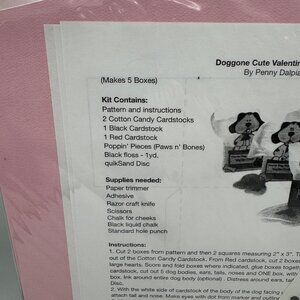 Doggone Cute Valentin
By Penny Dalpia
(Makes 5 Boxes)
Kit Contains:
Pattern and instructions
2 Cotton Candy Cardstocks
1 Black Cardstock
1 Red Cardstock
Poppin' Pieces (Paws n' Bones)
Black floss - 1yd.
quikSand Disc
Supplies needed:
Paper trimmer
Adhesive
Razor craft knife
Scissors
Chalk for cheeks
Black liquid chalk
Standard hole punch
Instructions:
1. Cut 2 boxes from pattern and then 2 squares measuring 2" x 3". T
out of the Cotton Candy Cardstock. From Red cardstock, cut 2 boxes
large hearts. Score and fold boxes where indicated, glue boxes togeth
cardstock, cut out 5 dog bodies, ears, tails, noses and ONE box, with
box. Ink around entire dog body (optional). Distress around ears, tai
Disc.
2. With the white side of cardstock of the body of the dog facing
attach tail and nose. Make eyes with dot from marker and outline